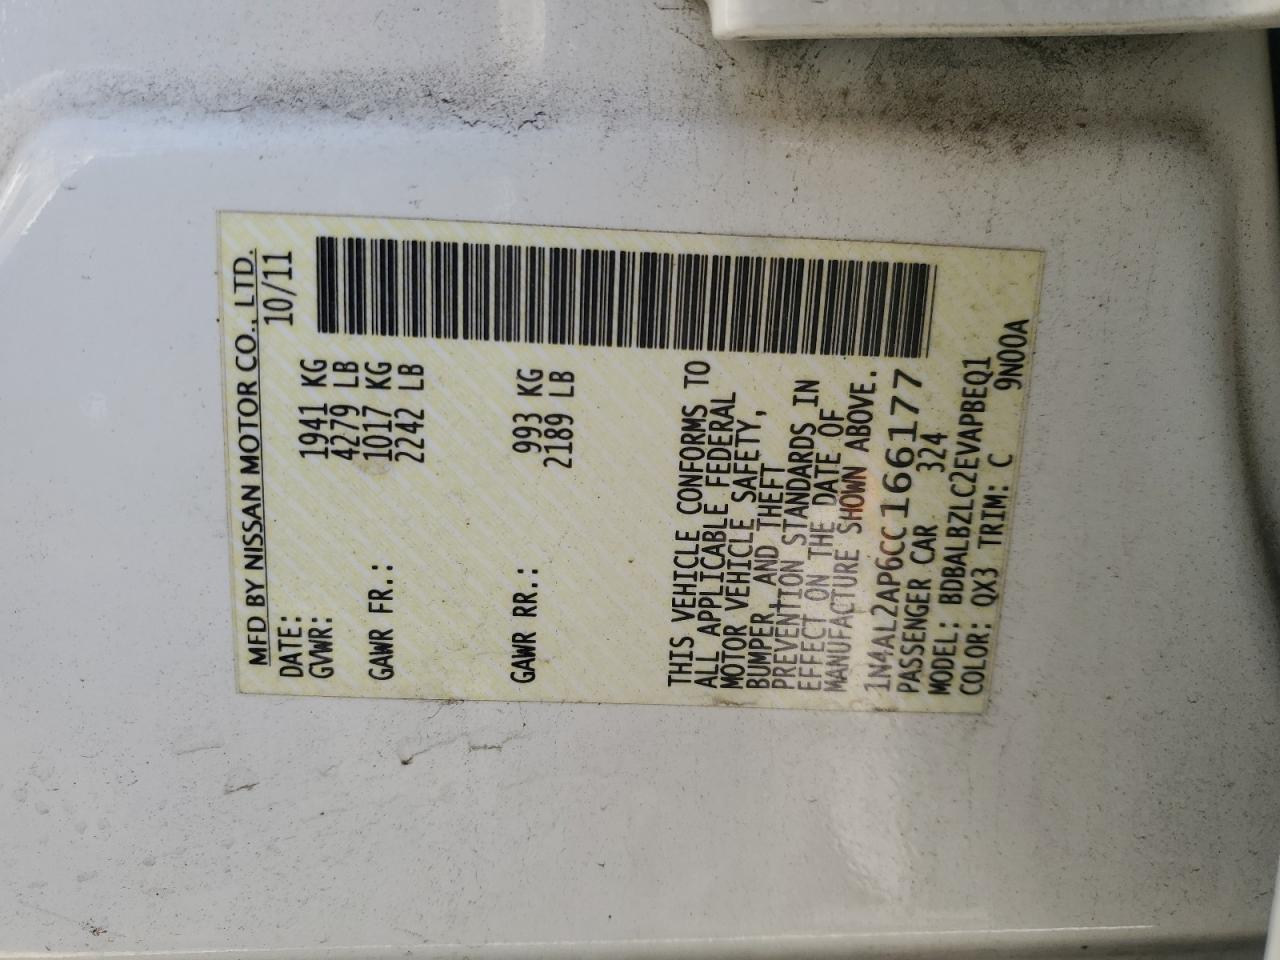 MFD BY NISSAN MOTOR CO., LTD.
DATE: 10/11
GVWR: 1941 KG
4279 LB
GAWR FR.: 1017 KG
2242 LB
GAWR RR.: 993 KG
2189 LB
THIS VEHICLE CONFORMS TO
ALL APPLICABLE FEDERAL
MOTOR VEHICLE SAFETY,
BUMPER, AND THEFT
PREVENTION STANDARDS IN
EFFECT ON THE DATE OF
MANUFACTURE SHOWN ABOVE.
1N4AL2AP6CC166177
PASSENGER CAR 324
MODEL: BDBALBZLC2EVAPBEQ1
COLOR: QX3 TRIM: C 9N00A